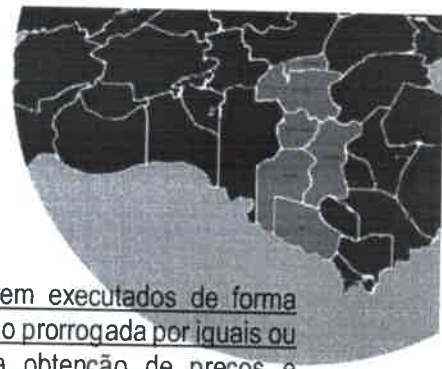 em executados de forma
o prorrogada por iguais ou
a obtenção de preços e